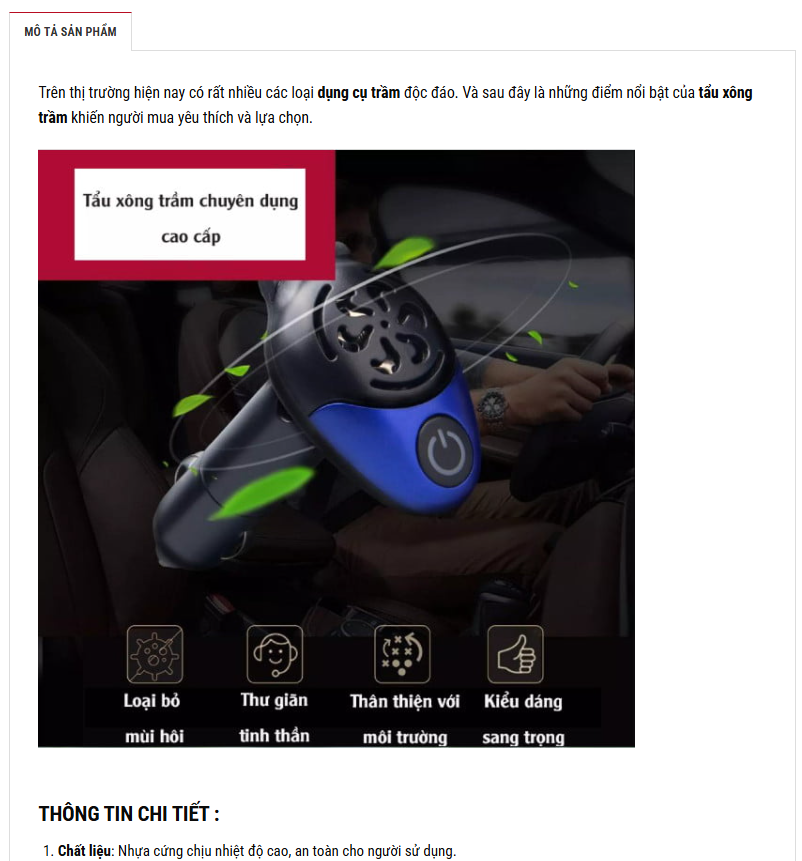 MÔ TẢ SẢN PHẨM
Trên thị trường hiện nay có rất nhiều các loại dụng cụ trầm độc đáo. Và sau đây là những điểm nổi bật của tẩu xông
trầm khiến người mua yêu thích và lựa chọn.
Tẩu xông trầm chuyên dụng
cao cấp
Loại bỏ
mùi hôi
Thư giãn
tinh thần
Thân thiện với
môi trường
Kiểu dáng
sang trọng
THÔNG TIN CHI TIẾT :
1. Chất liệu: Nhựa cứng chịu nhiệt độ cao, an toàn cho người sử dụng.